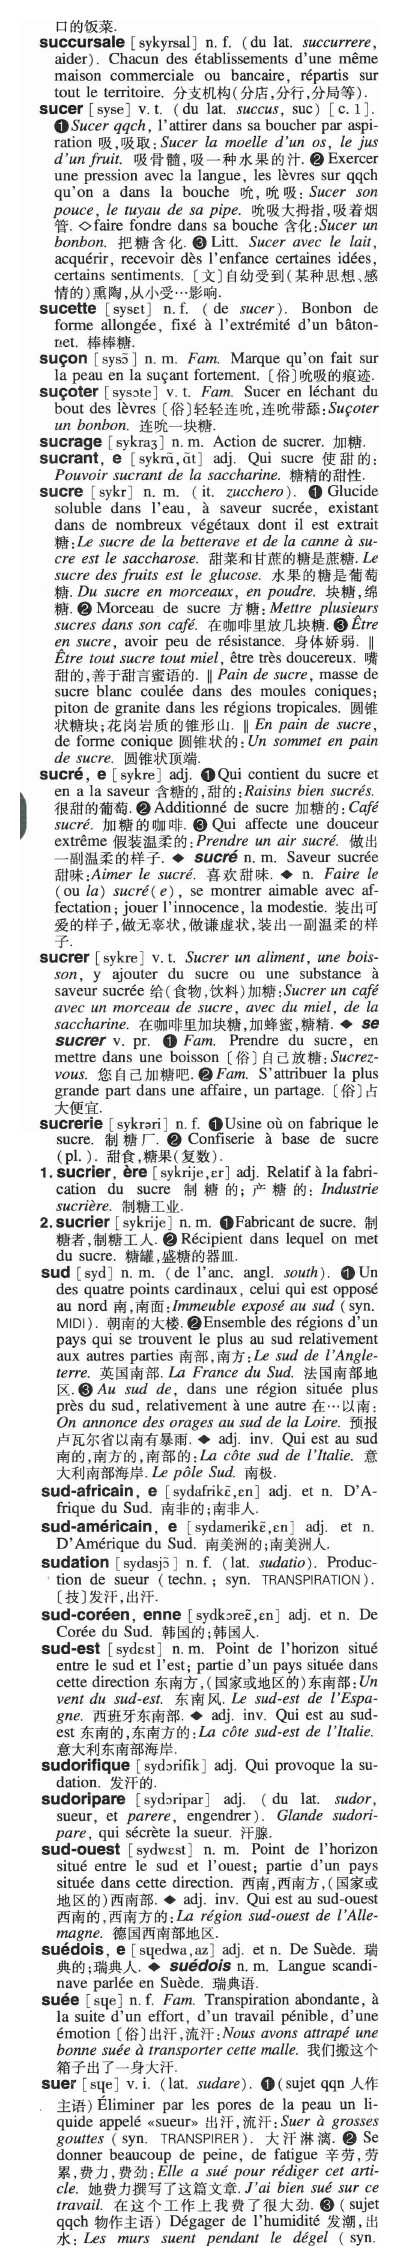 口的饭菜.
succursale [sykyrsal] n. f. (du lat. succurrere,
aider). Chacun des établissements d'une même
maison commerciale ou bancaire, répartis sur
tout le territoire. 分支机构(分店,分行,分局等).
sucer [syse] v. t. (du lat. succus, suc) [c. 1].
❶Sucer qqch, l'attirer dans sa bouche par aspi-
ration 吸,吸取: Sucer la moelle d'un os, le jus
d'un fruit. 吸骨髓,吸一种水果的汁. ❷Exercer
une pression avec la langue, les lèvres sur qqch
qu'on a dans la bouche 吮,吮吸: Sucer son
pouce, le tuyau de sa pipe. 吮吸大拇指,吸着烟
管. ◇faire fondre dans sa bouche 含化:Sucer un
bonbon. 把糖含化. ❸Litt. Sucer avec le lait,
acquérir, recevoir dès l'enfance certaines idées,
certains sentiments. 〔文〕自幼受到(某种思想、感
情的)熏陶,从小受…影响.
sucette [sysɛt] n. f. (de sucer). Bonbon de
forme allongée, fixé à l'extrémité d'un bâton-
net. 棒棒糖.
suçon [sysɔ̃] n. m. Fam. Marque qu'on fait sur
la peau en la suçant fortement. 〔俗〕吮吸的痕迹.
suçoter [sysɔte] v. t. Fam. Sucer en léchant du
bout des lèvres〔俗〕轻轻连吮,连吮带舔:Suçoter
un bonbon. 连吮一块糖.
sucrage [sykraʒ] n. m. Action de sucrer. 加糖.
sucrant, e [sykrã, ãt] adj. Qui sucre 使甜的:
Pouvoir sucrant de la saccharine. 糖精的甜性.
sucre [sykr] n. m. (it. zucchero). ❶ Glucide
soluble dans l'eau, à saveur sucrée, existant
dans de nombreux végétaux dont il est extrait
糖:Le sucre de la betterave et de la canne à su-
cre est le saccharose. 甜菜和甘蔗的糖是蔗糖. Le
sucre des fruits est le glucose. 水果的糖是葡萄
糖. Du sucre en morceaux, en poudre. 块糖,绵
糖. ❷ Morceau de sucre 方糖: Mettre plusieurs
sucres dans son café. 在咖啡里放几块糖. ❸Être
en sucre, avoir peu de résistance. 身体娇弱. ‖
Être tout sucre tout miel, être très doucereux. 嘴
甜的,善于甜言蜜语的. ‖ Pain de sucre, masse de
sucre blanc coulée dans des moules coniques;
piton de granite dans les régions tropicales. 圆锥
状糖块;花岗岩质的锥形山. ‖ En pain de sucre,
de forme conique 圆锥状的:Un sommet en pain
de sucre. 圆锥状顶端.
sucré, e [sykre] adj. ❶Qui contient du sucre et
en a la saveur 含糖的,甜的:Raisins bien sucrés.
很甜的葡萄. ❷Additionné de sucre 加糖的:Café
sucré. 加糖的咖啡. ❸Qui affecte une douceur
extrême 假装温柔的:Prendre un air sucré. 做出
一副温柔的样子. ◆ sucré n. m. Saveur sucrée
甜味:Aimer le sucré. 喜欢甜味. ◆ n. Faire le
(ou la) sucré(e), se montrer aimable avec af-
fectation; jouer l'innocence, la modestie. 装出可
爱的样子,做无辜状,做谦虚状,装出一副温柔的样
子.
sucrer [sykre] v. t. Sucrer un aliment, une bois-
son, y ajouter du sucre ou une substance à
saveur sucrée 给(食物,饮料)加糖:Sucrer un café
avec un morceau de sucre, avec du miel, de la
saccharine. 在咖啡里加块糖,加蜂蜜,糖精. ◆ se
sucrer v. pr. ❶ Fam. Prendre du sucre, en
mettre dans une boisson〔俗〕自己放糖: Sucrez-
vous. 您自己加糖吧. ❷Fam. S'attribuer la plus
grande part dans une affaire, un partage. 〔俗〕占
大便宜.
sucrerie [sykrəri] n. f. ❶Usine où on fabrique le
sucre. 制糖厂. ❷ Confiserie à base de sucre
(pl.). 甜食,糖果(复数).
1. sucrier, ère [sykrije,ɛr] adj. Relatif à la fabri-
cation du sucre 制糖的; 产糖的: Industrie
sucrière. 制糖工业.
2. sucrier [sykrije] n. m. ❶Fabricant de sucre. 制
糖者,制糖工人. ❷Récipient dans lequel on met
du sucre. 糖罐,盛糖的器皿.
sud [syd] n. m. (de l'anc. angl. south). ❶ Un
des quatre points cardinaux, celui qui est opposé
au nord 南,南面:Immeuble exposé au sud (syn.
MIDI). 朝南的大楼. ❷Ensemble des régions d'un
pays qui se trouvent le plus au sud relativement
aux autres parties 南部,南方:Le sud de l'Angle-
terre. 英国南部. La France du Sud. 法国南部地
区. ❸ Au sud de, dans une région située plus
près du sud, relativement à une autre 在…以南:
On annonce des orages au sud de la Loire. 预报
卢瓦尔省以南有暴雨. ◆ adj. inv. Qui est au sud
南的,南方的,南部的:La côte sud de l'Italie. 意
大利南部海岸. Le pôle Sud. 南极.
sud-africain, e [sydafrikɛ̃,ɛn] adj. et n. D'A-
frique du Sud. 南非的;南非人.
sud-américain, e [sydamerikɛ̃,ɛn] adj. et n.
D'Amérique du Sud. 南美洲的;南美洲人.
sudation [sydasjɔ̃] n. f. (lat. sudatio). Produc-
tion de sueur (techn.; syn. TRANSPIRATION).
〔技〕发汗,出汗.
sud-coréen, enne [sydkɔreɛ̃,ɛn] adj. et n. De
Corée du Sud. 韩国的;韩国人.
sud-est [sydɛst] n. m. Point de l'horizon situé
entre le sud et l'est; partie d'un pays située dans
cette direction 东南方,(国家或地区的)东南部:Un
vent du sud-est. 东南风. Le sud-est de l'Espa-
gne. 西班牙东南部. ◆ adj. inv. Qui est au sud-
est 东南的,东南方的:La côte sud-est de l'Italie.
意大利东南部海岸.
sudorifique [sydɔrifik] adj. Qui provoque la su-
dation. 发汗的.
sudoripare [sydɔripar] adj. (du lat. sudor,
sueur, et parere, engendrer). Glande sudori-
pare, qui sécrète la sueur. 汗腺.
sud-ouest [sydwɛst] n. m. Point de l'horizon
situé entre le sud et l'ouest; partie d'un pays
située dans cette direction. 西南,西南方,(国家或
地区的)西南部. ◆ adj. inv. Qui est au sud-ouest
西南的,西南方的:La région sud-ouest de l'Alle-
magne. 德国西南部地区.
suédois, e [sɥedwa,az] adj. et n. De Suède. 瑞
典的;瑞典人. ◆ suédois n. m. Langue scandi-
nave parlée en Suède. 瑞典语.
suée [sɥe] n. f. Fam. Transpiration abondante, à
la suite d'un effort, d'un travail pénible, d'une
émotion〔俗〕出汗,流汗:Nous avons attrapé une
bonne suée à transporter cette malle. 我们搬这个
箱子出了一身大汗.
suer [sɥe] v. i. (lat. sudare). ❶(sujet qqn 人作
主语) Éliminer par les pores de la peau un li-
quide appelé «sueur» 出汗,流汗:Suer à grosses
gouttes (syn. TRANSPIRER). 大汗淋漓. ❷ Se
donner beaucoup de peine, de fatigue 辛劳,劳
累,费力,费劲:Elle a sué pour rédiger cet arti-
cle. 她费力撰写了这篇文章. J'ai bien sué sur ce
travail. 在这个工作上我费了很大劲. ❸ (sujet
qqch 物作主语) Dégager de l'humidité 发潮,出
水: Les murs suent pendant le dégel (syn.